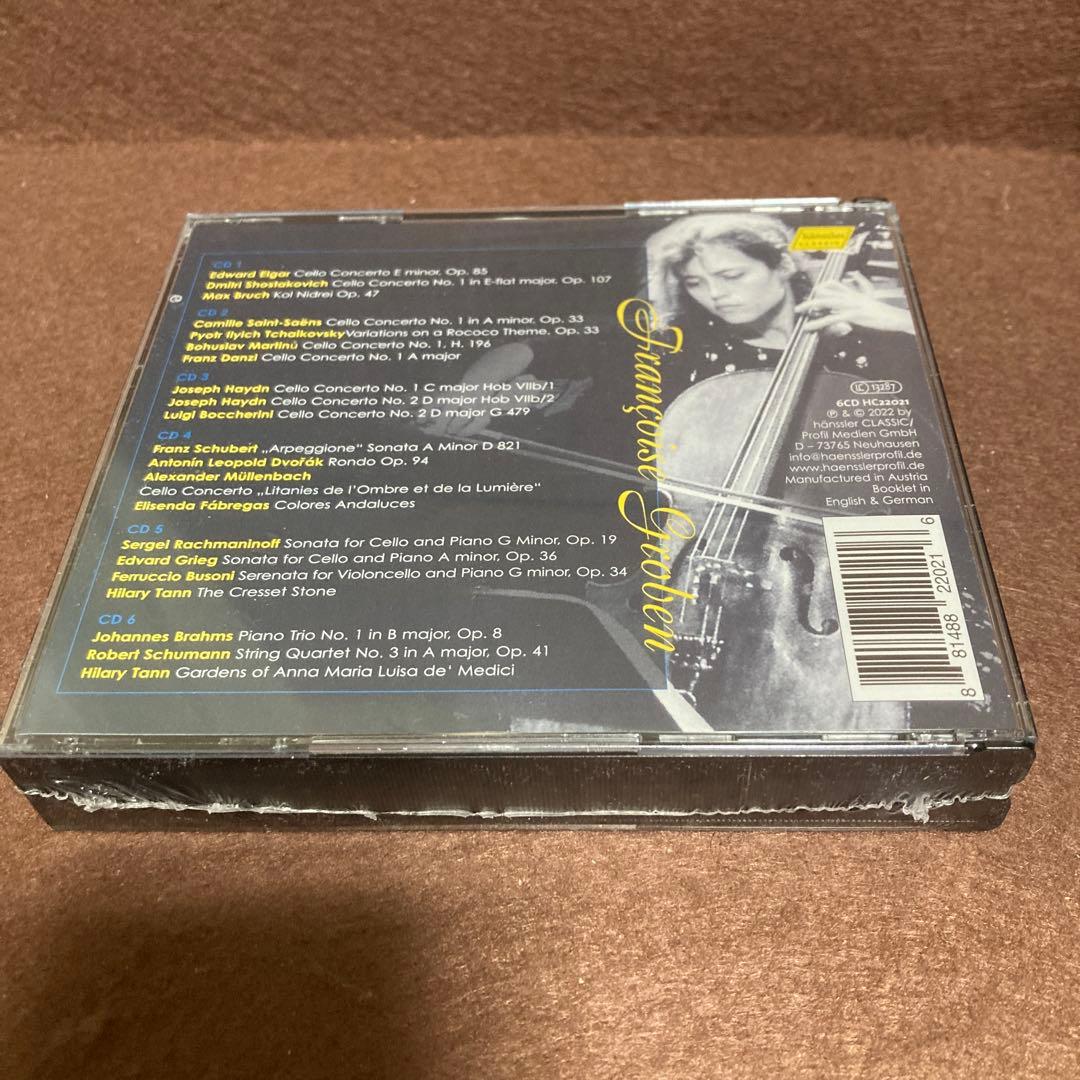 CD 1
Edward Elgar Cello Concerto E minor, Op. 85
Dmitri Shostakovich Cello Concerto No. 1 in E-flat major, Op. 107
Max Bruch Kol Nidrei Op. 47
CD 2
Camille Saint-Saëns Cello Concerto No. 1 in A minor, Op. 33
Pyotr Ilyich Tchaikovsky Variations on a Rococo Theme, Op. 33
Bohuslav Martinů Cello Concerto No. 1, H. 196
Franz Danzi Cello Concerto No. 1 A major
CD 3
Joseph Haydn Cello Concerto No. 1 C major Hob VIIb/1
Joseph Haydn Cello Concerto No. 2 D major Hob VIIb/2
Luigi Boccherini Cello Concerto No. 2 D major G 479
CD 4
Franz Schubert „Arpeggione“ Sonata A Minor D 821
Antonín Leopold Dvořák Rondo Op. 94
Alexander Müllenbach
Cello Concerto „Litanies de l'Ombre et de la Lumière“
Elisenda Fábregas Colores Andaluces
CD 5
Sergei Rachmaninoff Sonata for Cello and Piano G Minor, Op. 19
Edvard Grieg Sonata for Cello and Piano A minor, Op. 36
Ferruccio Busoni Serenata for Violoncello and Piano G minor, Op. 34
Hilary Tann The Cresset Stone
CD 6
Johannes Brahms Piano Trio No. 1 in B major, Op. 8
Robert Schumann String Quartet No. 3 in A major, Op. 41
Hilary Tann Gardens of Anna Maria Luisa de‘ Medici
Françoise Groben
hänssler
CLASSIC
LC 13287
6CD HC22021
℗ & © 2022 by
hänssler CLASSIC/
Profil Medien GmbH
D – 73765 Neuhausen
info@haensslerprofil.de
www.haensslerprofil.de
Manufactured in Austria
Booklet in
English & German
8 81488 22021 6